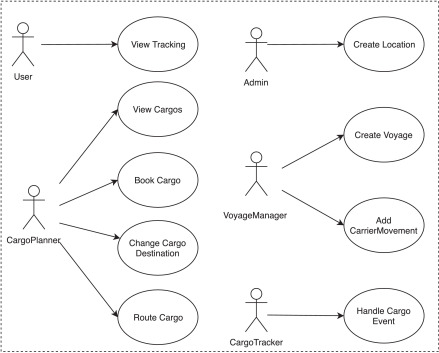 View Tracking
User
View Cargos
Book Cargo
CargoPlanner
Change Cargo
Destination
Route Cargo
Create Location
Admin
Create Voyage
VoyageManager
Add
CarrierMovement
Handle Cargo
Event
CargoTracker